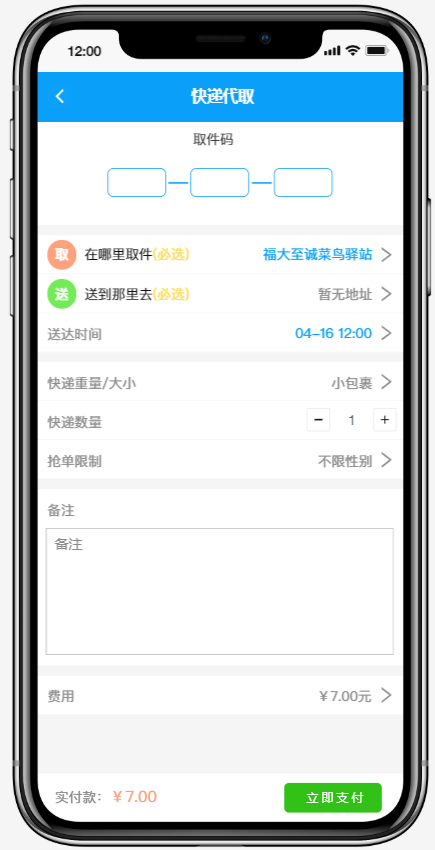 12:00
快递代取
取件码
取 在哪里取件(必选) 福大至诚菜鸟驿站
送 送到那里去(必选) 暂无地址
送达时间 04-16 12:00
快递重量/大小 小包裹
快递数量 - 1 +
抢单限制 不限性别
备注
备注
费用 ¥7.00元
实付款: ¥7.00 立即支付